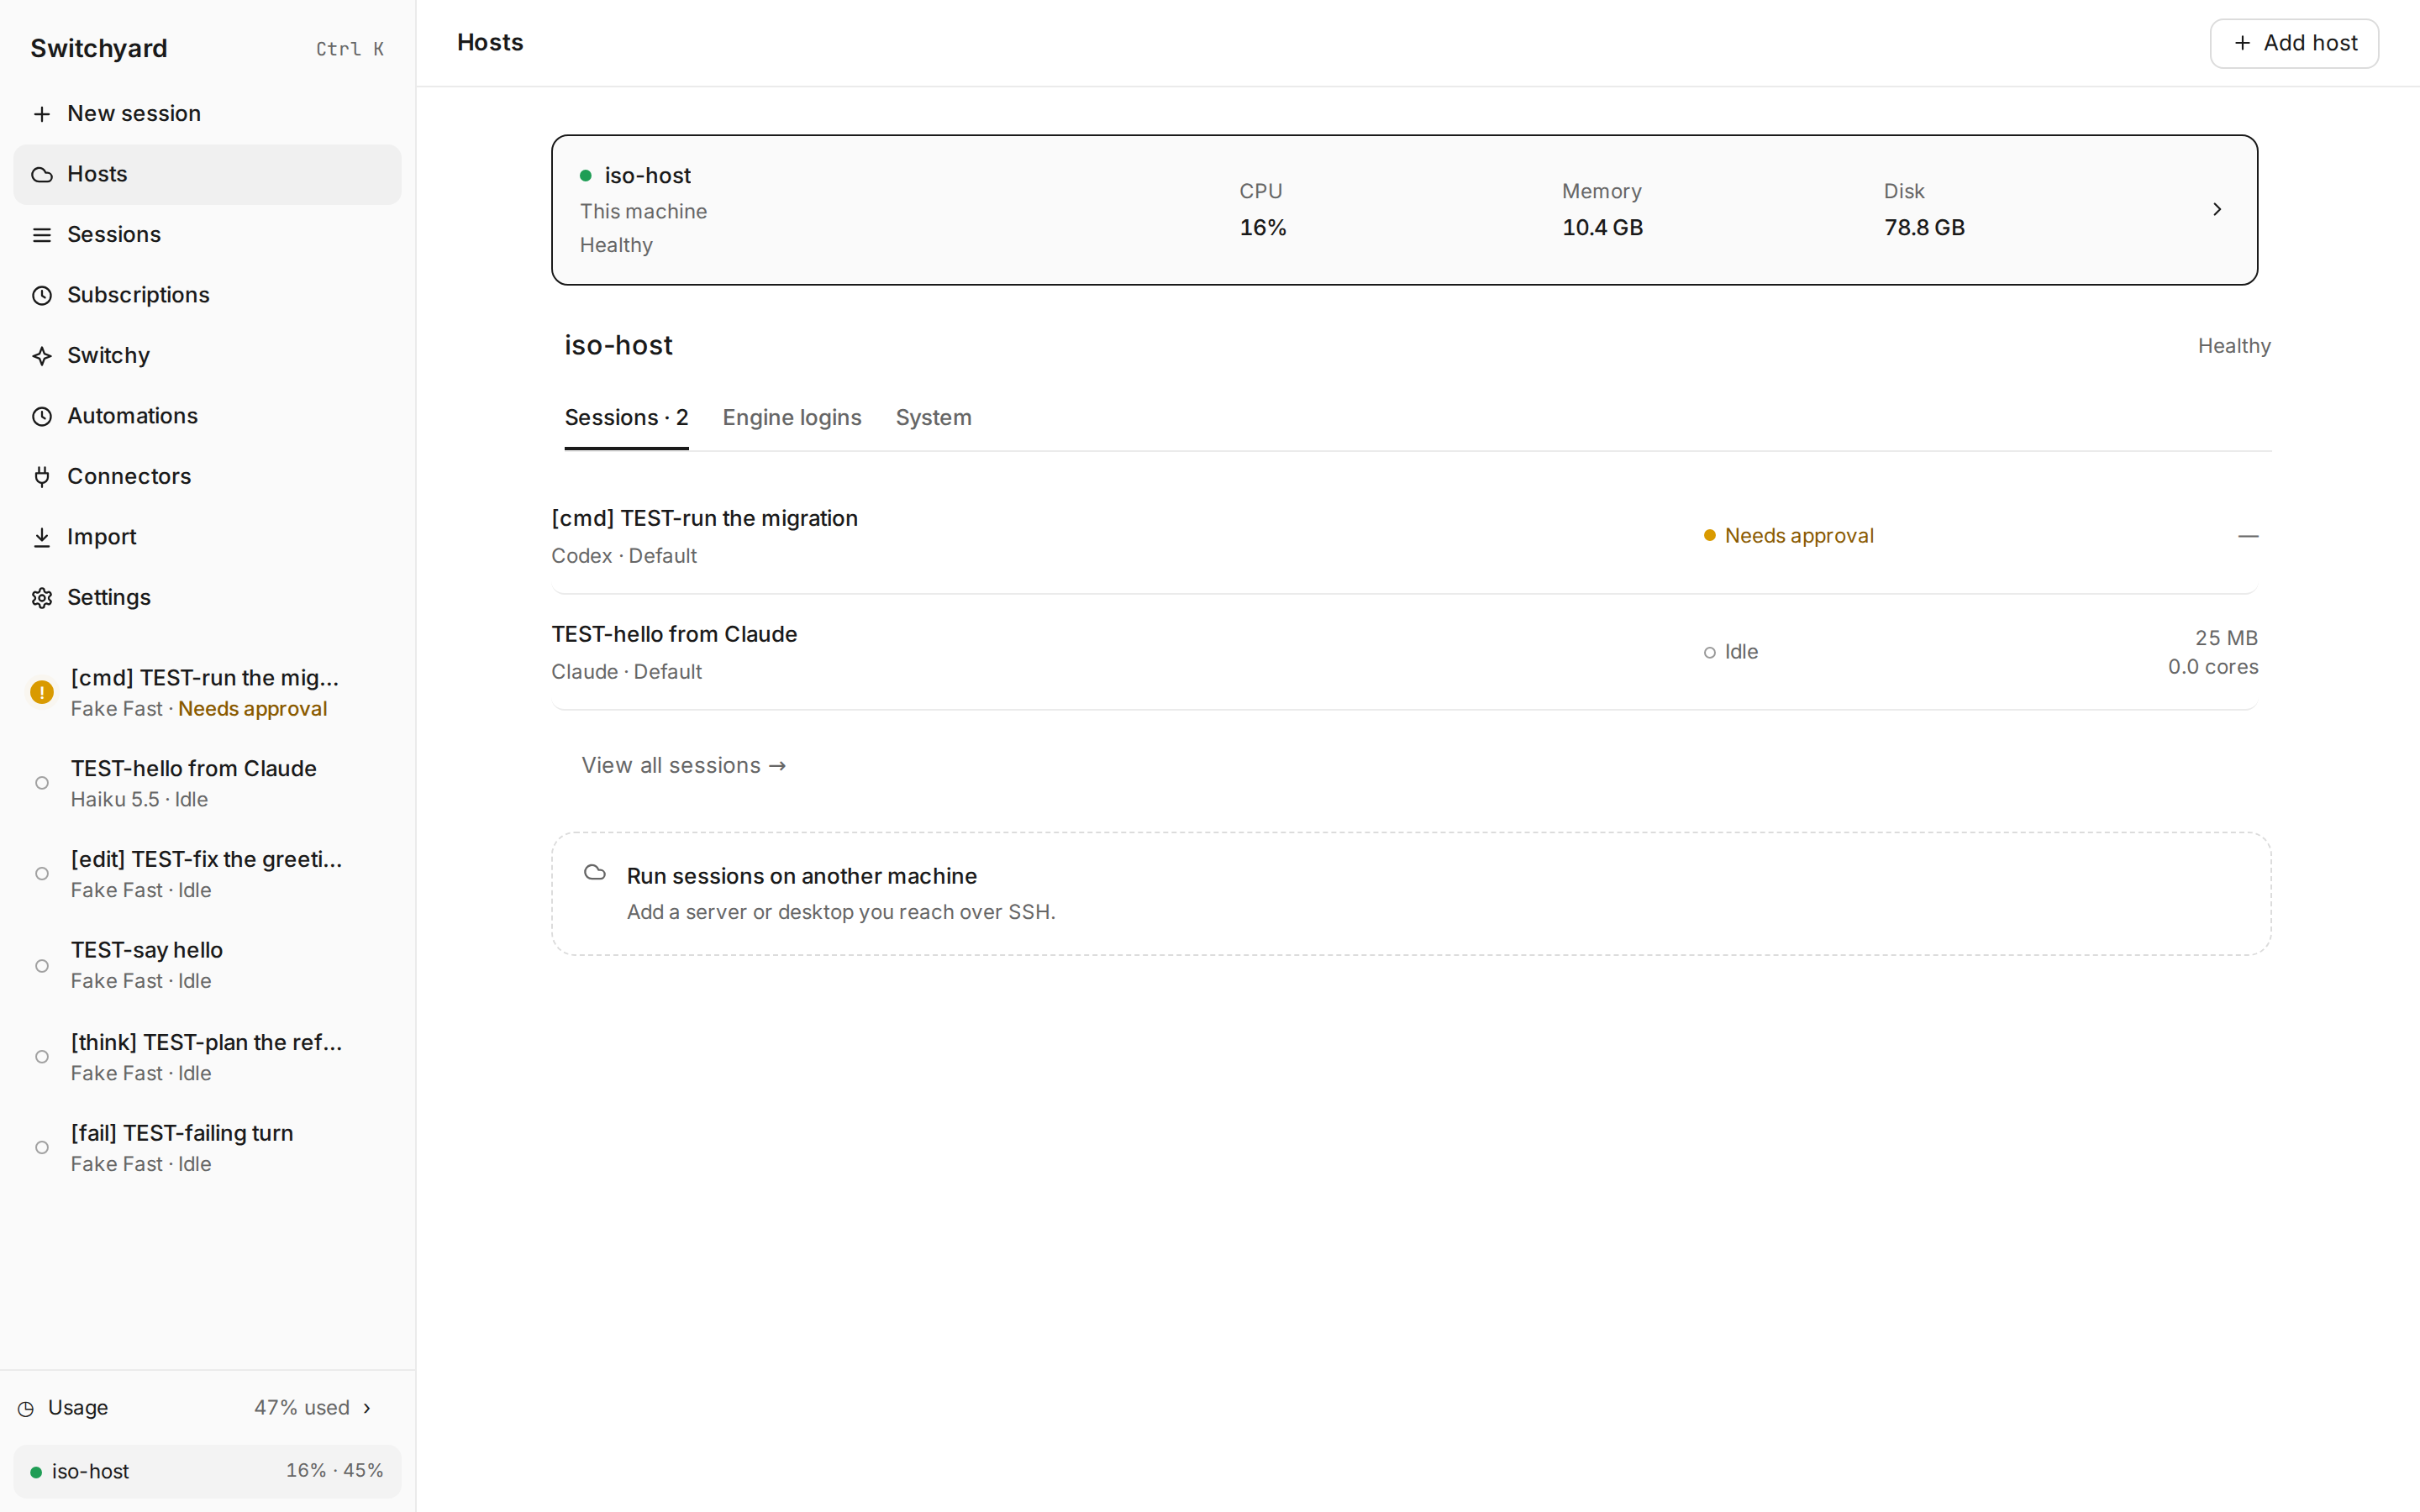 Switchyard
Ctrl K
New session
Hosts
Sessions
Subscriptions
Switchy
Automations
Connectors
Import
Settings
[cmd] TEST-run the mig...
Fake Fast · Needs approval
TEST-hello from Claude
Haiku 5.5 · Idle
[edit] TEST-fix the greeti...
Fake Fast · Idle
TEST-say hello
Fake Fast · Idle
[think] TEST-plan the ref...
Fake Fast · Idle
[fail] TEST-failing turn
Fake Fast · Idle
Usage
47% used ›
iso-host
16% · 45%
Hosts
+ Add host
iso-host
This machine
Healthy
CPU
16%
Memory
10.4 GB
Disk
78.8 GB
iso-host
Healthy
Sessions · 2
Engine logins
System
[cmd] TEST-run the migration
Codex · Default
Needs approval
—
TEST-hello from Claude
Claude · Default
Idle
25 MB
0.0 cores
View all sessions →
Run sessions on another machine
Add a server or desktop you reach over SSH.